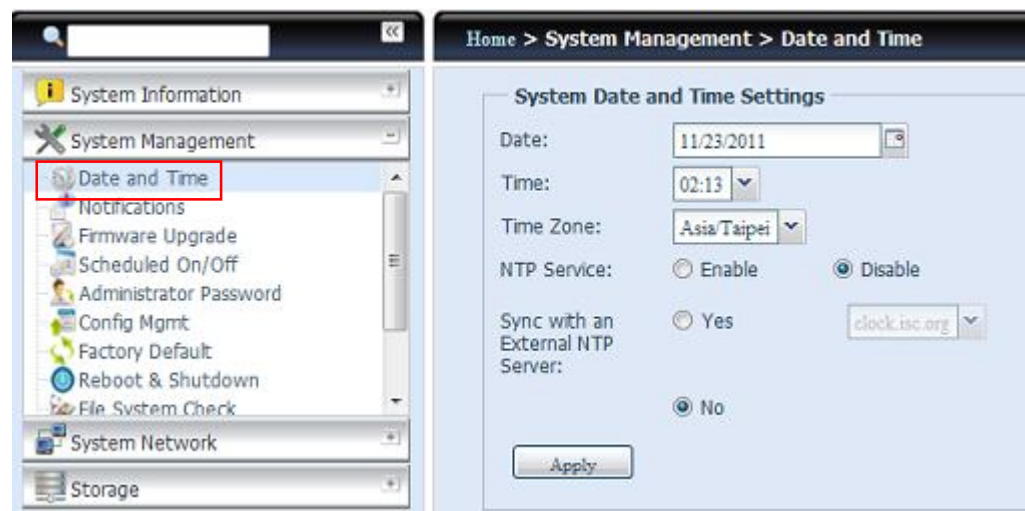 Home > System Management > Date and Time
System Information
System Management
Date and Time
Notifications
Firmware Upgrade
Scheduled On/Off
Administrator Password
Config Mgmt
Factory Default
Reboot & Shutdown
File System Check
System Network
Storage
System Date and Time Settings
Date: 11/23/2011
Time: 02:13
Time Zone: Asia/Taipei
NTP Service: Enable Disable
Sync with an External NTP Server: Yes clock.isc.org
No
Apply